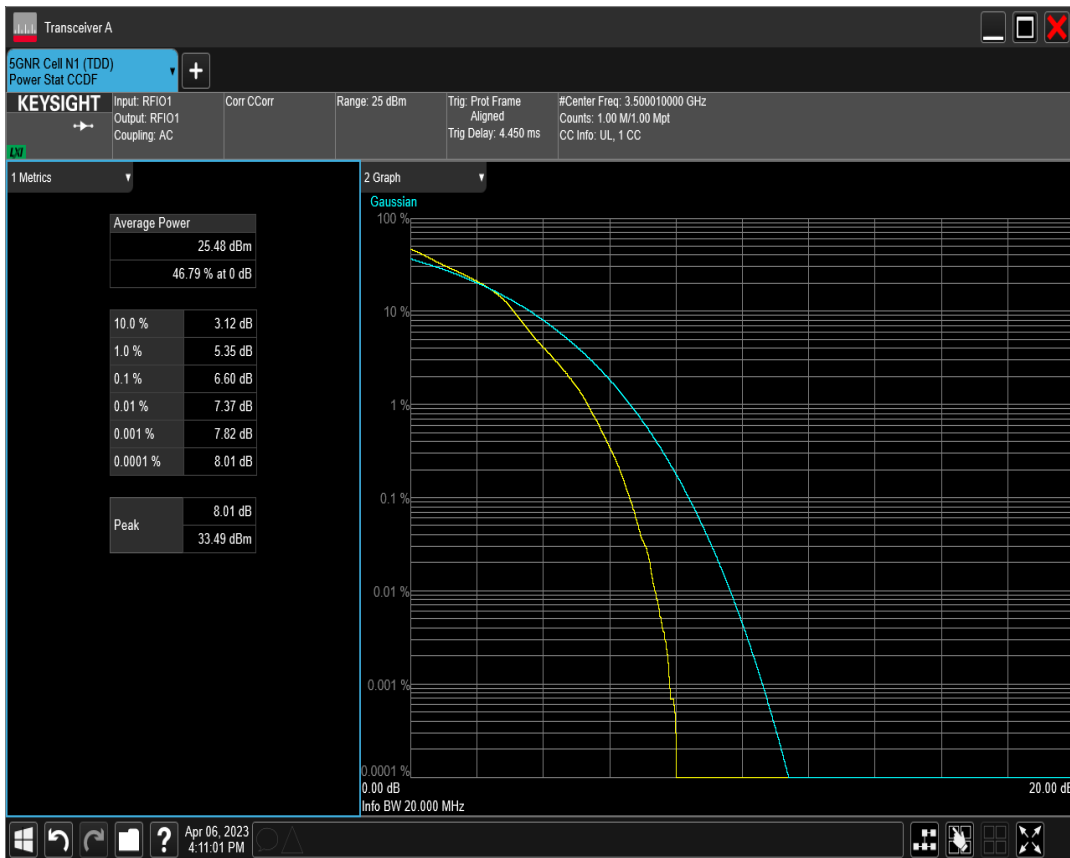 Transceiver A
5GNR Cell N1 (TDD)
Power Stat CCDF
KEYSIGHT
LXI
Input: RFIO1
Output: RFIO1
Coupling: AC
Corr CCorr
Range: 25 dBm
Trig: Prot Frame
Aligned
Trig Delay: 4.450 ms
#Center Freq: 3.500010000 GHz
Counts: 1.00 M/1.00 Mpt
CC Info: UL, 1 CC
1 Metrics
Average Power
25.48 dBm
46.79 % at 0 dB
10.0 % 3.12 dB
1.0 % 5.35 dB
0.1 % 6.60 dB
0.01 % 7.37 dB
0.001 % 7.82 dB
0.0001 % 8.01 dB
Peak
8.01 dB
33.49 dBm
2 Graph
Gaussian
100 %
10 %
1 %
0.1 %
0.01 %
0.001 %
0.0001 %
0.00 dB 20.00 dB
Info BW 20.000 MHz
Apr 06, 2023
4:11:01 PM